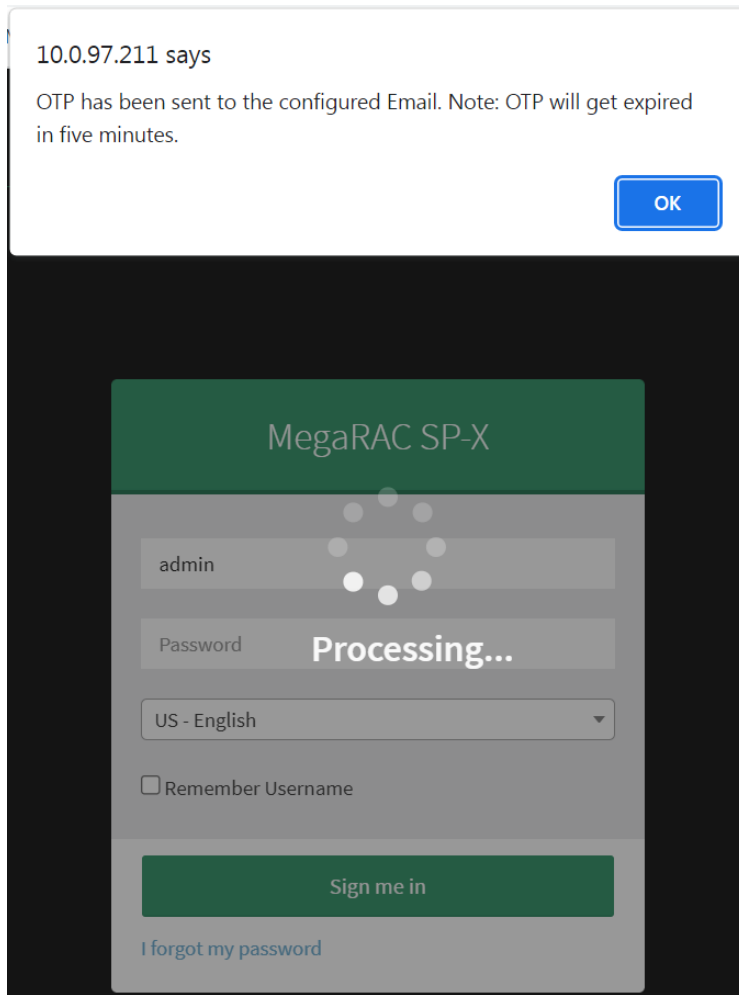 10.0.97.211 says
OTP has been sent to the configured Email. Note: OTP will get expired
in five minutes.
OK
MegaRAC SP-X
admin
Password
Processing...
US - English
Remember Username
Sign me in
I forgot my password